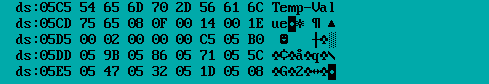 ds:05C5 54 65 6D 70 2D 56 61 6C Temp-Val
ds:05CD 75 65 08 0F 00 14 00 1E ue◘☼ ¶ ▲
ds:05D5 00 02 00 00 00 C5 05 B0  ☻   ┼♣░
ds:05DD 05 9B 05 86 05 71 05 5C ♣¢♣å♣q♣\
ds:05E5 05 47 05 32 05 1D 05 08 ♣G♣2♣↔♣◘